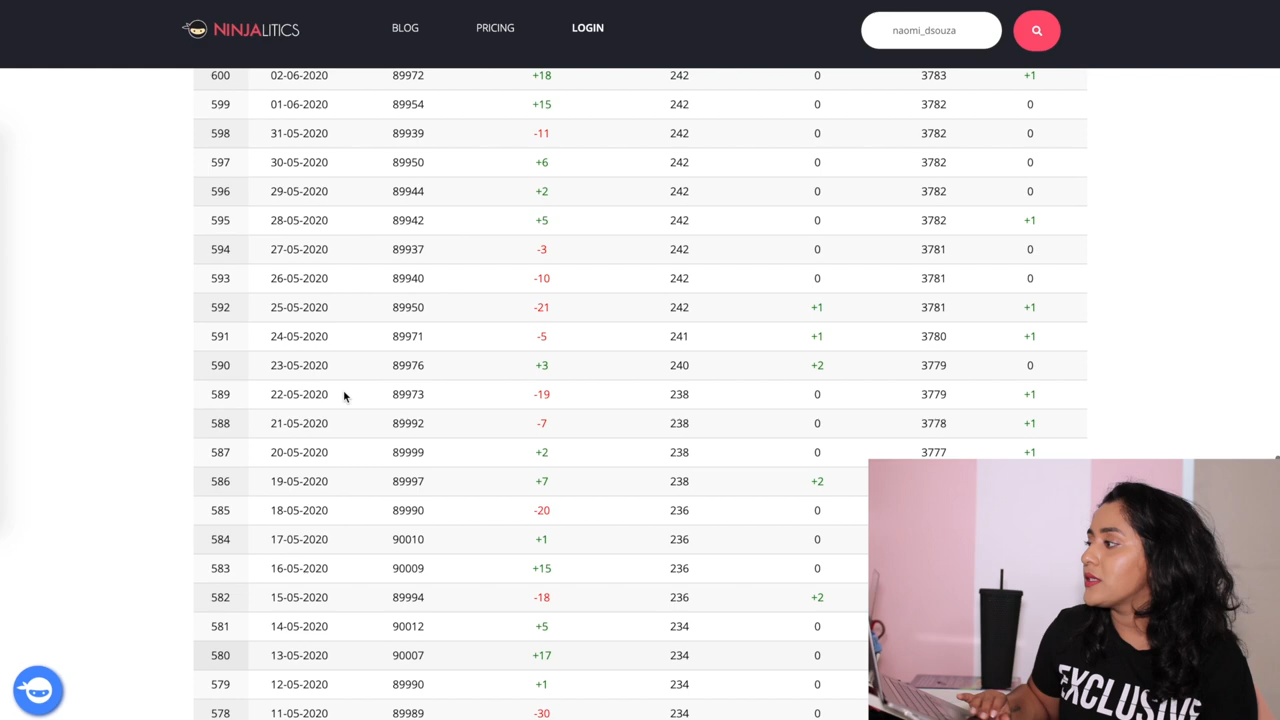 NINJALITICS BLOG PRICING LOGIN naomi_dsouza
600 02-06-2020 89972 +18 242 0 3783 +1
599 01-06-2020 89954 +15 242 0 3782 0
598 31-05-2020 89939 -11 242 0 3782 0
597 30-05-2020 89950 +6 242 0 3782 0
596 29-05-2020 89944 +2 242 0 3782 0
595 28-05-2020 89942 +5 242 0 3782 +1
594 27-05-2020 89937 -3 242 0 3781 0
593 26-05-2020 89940 -10 242 0 3781 0
592 25-05-2020 89950 -21 242 +1 3781 +1
591 24-05-2020 89971 -5 241 +1 3780 +1
590 23-05-2020 89976 +3 240 +2 3779 0
589 22-05-2020 89973 -19 238 0 3779 +1
588 21-05-2020 89992 -7 238 0 3778 +1
587 20-05-2020 89999 +2 238 0 3777 +1
586 19-05-2020 89997 +7 238 +2
585 18-05-2020 89990 -20 236 0
584 17-05-2020 90010 +1 236 0
583 16-05-2020 90009 +15 236 0
582 15-05-2020 89994 -18 236 +2
581 14-05-2020 90012 +5 234 0
580 13-05-2020 90007 +17 234 0
579 12-05-2020 89990 +1 234 0
578 11-05-2020 89989 -30 234 0
EXCLUSIVE